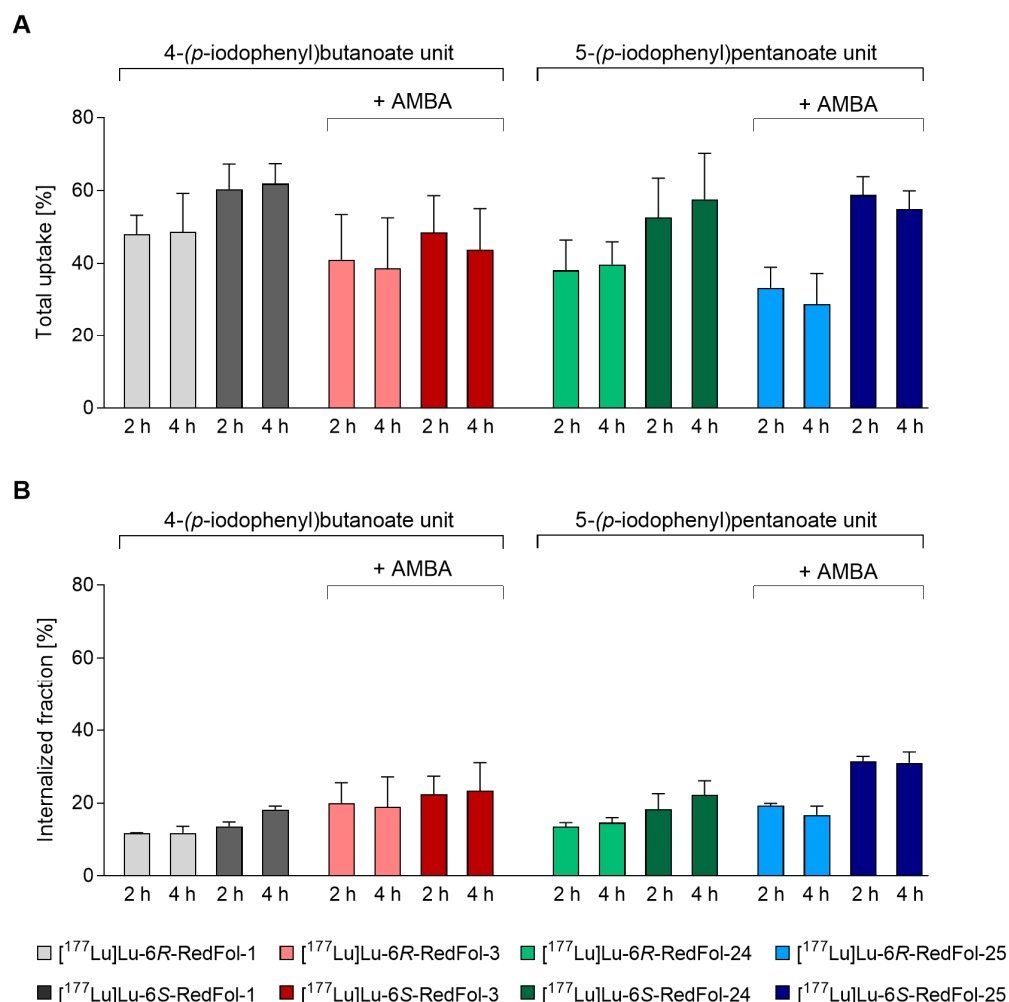 A
4-(p-iodophenyl)butanoate unit 5-(p-iodophenyl)pentanoate unit
+ AMBA + AMBA
Total uptake [%]
80
60
40
20
0
2 h 4 h 2 h 4 h 2 h 4 h 2 h 4 h 2 h 4 h 2 h 4 h 2 h 4 h 2 h 4 h
B
4-(p-iodophenyl)butanoate unit 5-(p-iodophenyl)pentanoate unit
+ AMBA + AMBA
Internalized fraction [%]
80
60
40
20
0
2 h 4 h 2 h 4 h 2 h 4 h 2 h 4 h 2 h 4 h 2 h 4 h 2 h 4 h 2 h 4 h
[¹⁷⁷Lu]Lu-6R-RedFol-1 [¹⁷⁷Lu]Lu-6R-RedFol-3 [¹⁷⁷Lu]Lu-6R-RedFol-24 [¹⁷⁷Lu]Lu-6R-RedFol-25
[¹⁷⁷Lu]Lu-6S-RedFol-1 [¹⁷⁷Lu]Lu-6S-RedFol-3 [¹⁷⁷Lu]Lu-6S-RedFol-24 [¹⁷⁷Lu]Lu-6S-RedFol-25